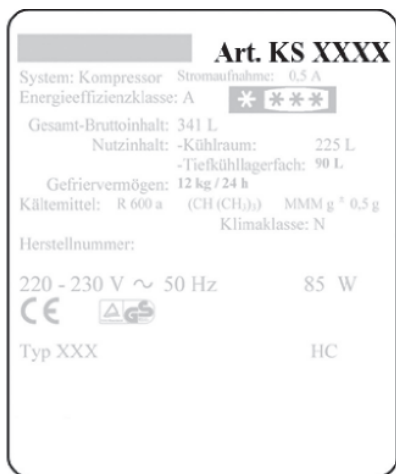 Art. KS XXXX
System: Kompressor Stromaufnahme: 0,5 A
Energieeffizienzklasse: A
Gesamt-Bruttoinhalt: 341 L
Nutzinhalt: -Kühlraum: 225 L
-Tiefkühllagerfach: 90 L
Gefriervermögen: 12 kg / 24 h
Kältemittel: R 600 a (CH (CH₃)₃) MMM g ± 0,5 g
Klimaklasse: N
Herstellnummer:
220 - 230 V ~ 50 Hz 85 W
CE GS
Typ XXX HC